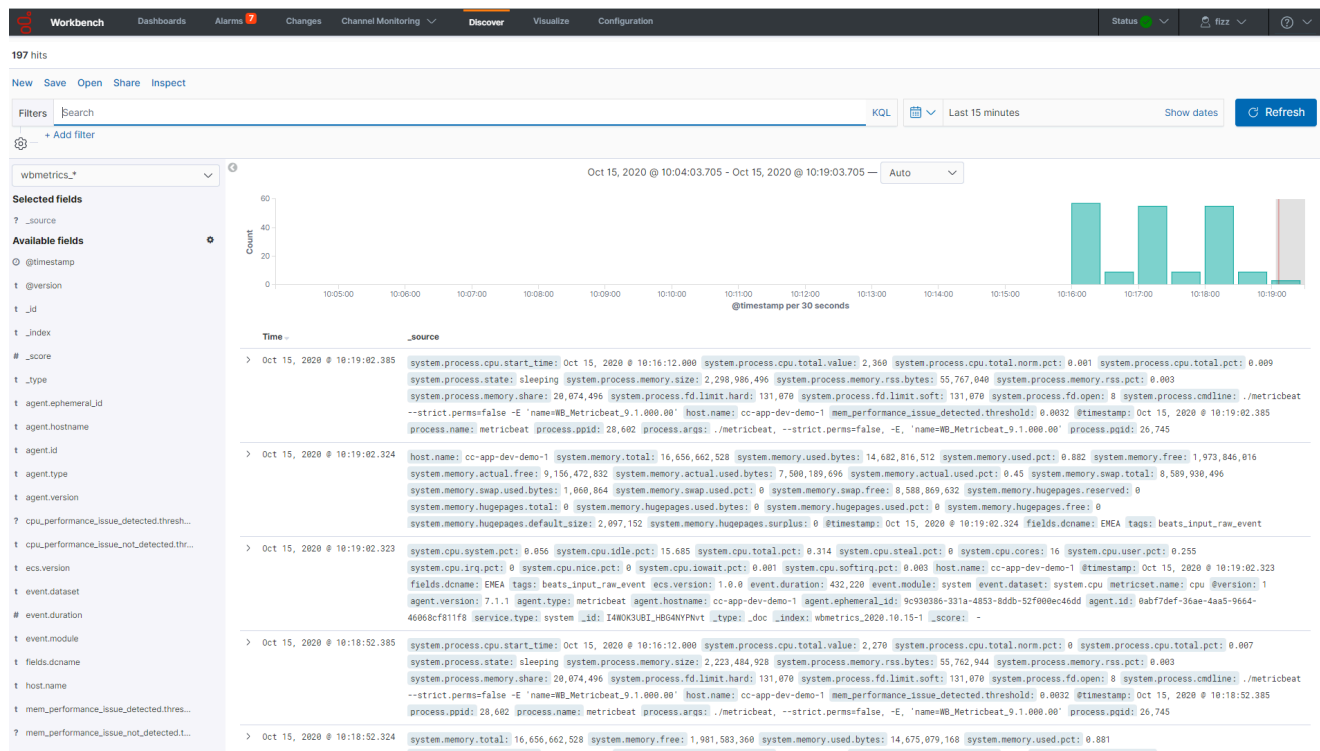 Workbench Dashboards Alarms 7 Changes Channel Monitoring Discover Visualize Configuration Status fizz
197 hits
New Save Open Share Inspect
Filters Search KQL Last 15 minutes Show dates Refresh
+ Add filter
wbmetrics_*
Selected fields
? _source
Available fields
@timestamp
t @version
t _id
t _index
# _score
t _type
t agent.ephemeral_id
t agent.hostname
t agent.id
t agent.type
t agent.version
? cpu_performance_issue_detected.thresh...
t cpu_performance_issue_not_detected.thr...
t ecs.version
t event.dataset
# event.duration
t event.module
t fields.dcname
t host.name
t mem_performance_issue_detected.thres...
? mem_performance_issue_not_detected.t...
Oct 15, 2020 @ 10:04:03.705 - Oct 15, 2020 @ 10:19:03.705 — Auto
Count
60
40
20
0
10:05:00 10:06:00 10:07:00 10:08:00 10:09:00 10:10:00 10:11:00 10:12:00 10:13:00 10:14:00 10:15:00 10:16:00 10:17:00 10:18:00 10:19:00
@timestamp per 30 seconds
Time _source
Oct 15, 2020 @ 10:19:02.385 system.process.cpu.start_time: Oct 15, 2020 @ 10:16:12.000 system.process.cpu.total.value: 2,360 system.process.cpu.total.norm.pct: 0.001 system.process.cpu.total.pct: 0.009
system.process.state: sleeping system.process.memory.size: 2,298,986,496 system.process.memory.rss.bytes: 55,767,040 system.process.memory.rss.pct: 0.003
system.process.memory.share: 20,074,496 system.process.fd.limit.hard: 131,070 system.process.fd.limit.soft: 131,070 system.process.fd.open: 8 system.process.cmdline: ./metricbeat
--strict.perms=false -E 'name=WB_Metricbeat_9.1.000.00' host.name: cc-app-dev-demo-1 mem_performance_issue_detected.threshold: 0.0032 @timestamp: Oct 15, 2020 @ 10:19:02.385
process.name: metricbeat process.ppid: 28,602 process.args: ./metricbeat, --strict.perms=false, -E, 'name=WB_Metricbeat_9.1.000.00' process.pgid: 26,745
Oct 15, 2020 @ 10:19:02.324 host.name: cc-app-dev-demo-1 system.memory.total: 16,656,662,528 system.memory.used.bytes: 14,682,816,512 system.memory.used.pct: 0.882 system.memory.free: 1,973,846,016
system.memory.actual.free: 9,156,472,832 system.memory.actual.used.bytes: 7,500,189,696 system.memory.actual.used.pct: 0.45 system.memory.swap.total: 8,589,930,496
system.memory.swap.used.bytes: 1,060,864 system.memory.swap.used.pct: 0 system.memory.swap.free: 8,588,869,632 system.memory.hugepages.reserved: 0
system.memory.hugepages.total: 0 system.memory.hugepages.used.bytes: 0 system.memory.hugepages.used.pct: 0 system.memory.hugepages.free: 0
system.memory.hugepages.default_size: 2,097,152 system.memory.hugepages.surplus: 0 @timestamp: Oct 15, 2020 @ 10:19:02.324 fields.dcname: EMEA tags: beats_input_raw_event
Oct 15, 2020 @ 10:19:02.323 system.cpu.system.pct: 0.056 system.cpu.idle.pct: 15.685 system.cpu.total.pct: 0.314 system.cpu.steal.pct: 0 system.cpu.cores: 16 system.cpu.user.pct: 0.255
system.cpu.irq.pct: 0 system.cpu.nice.pct: 0 system.cpu.iowait.pct: 0.001 system.cpu.softirq.pct: 0.003 host.name: cc-app-dev-demo-1 @timestamp: Oct 15, 2020 @ 10:19:02.323
fields.dcname: EMEA tags: beats_input_raw_event ecs.version: 1.0.0 event.duration: 432,220 event.module: system event.dataset: system.cpu metricset.name: cpu @version: 1
agent.version: 7.1.1 agent.type: metricbeat agent.hostname: cc-app-dev-demo-1 agent.ephemeral_id: 9c930386-331a-4853-8ddb-52f000ec46dd agent.id: 0abf7def-36ae-4aa5-9664-
46068cf811f8 service.type: system _id: I4WOK3UBI_HBG4NYPNvt _type: _doc _index: wbmetrics_2020.10.15-1 _score: -
Oct 15, 2020 @ 10:18:52.385 system.process.cpu.start_time: Oct 15, 2020 @ 10:16:12.000 system.process.cpu.total.value: 2,270 system.process.cpu.total.norm.pct: 0 system.process.cpu.total.pct: 0.007
system.process.state: sleeping system.process.memory.size: 2,223,484,928 system.process.memory.rss.bytes: 55,762,944 system.process.memory.rss.pct: 0.003
system.process.memory.share: 20,074,496 system.process.fd.limit.hard: 131,070 system.process.fd.limit.soft: 131,070 system.process.fd.open: 8 system.process.cmdline: ./metricbeat
--strict.perms=false -E 'name=WB_Metricbeat_9.1.000.00' host.name: cc-app-dev-demo-1 mem_performance_issue_detected.threshold: 0.0032 @timestamp: Oct 15, 2020 @ 10:18:52.385
process.ppid: 28,602 process.name: metricbeat process.args: ./metricbeat, --strict.perms=false, -E, 'name=WB_Metricbeat_9.1.000.00' process.pgid: 26,745
Oct 15, 2020 @ 10:18:52.324 system.memory.total: 16,656,662,528 system.memory.free: 1,981,583,360 system.memory.used.bytes: 14,675,079,168 system.memory.used.pct: 0.881